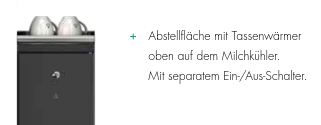 + Abstellfläche mit Tassenwärmer
oben auf dem Milchkühler.
Mit separatem Ein-/Aus-Schalter.